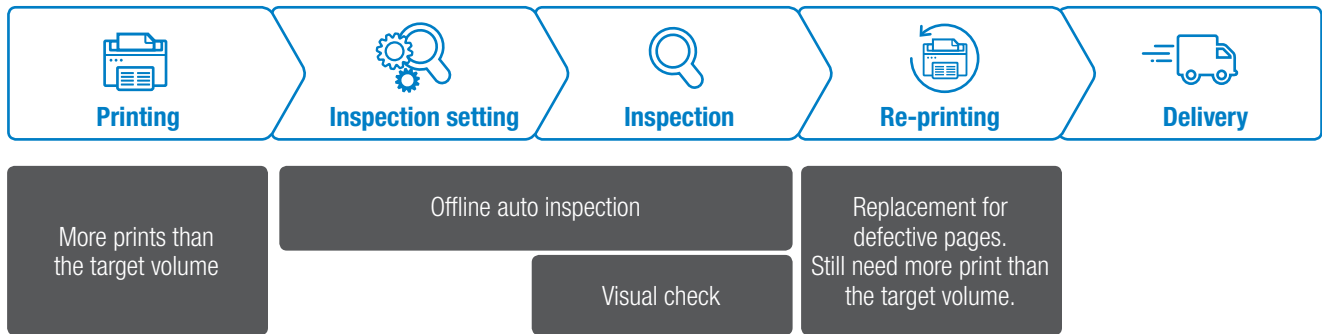 Printing
Inspection setting
Inspection
Re-printing
Delivery
More prints than
the target volume
Offline auto inspection
Visual check
Replacement for
defective pages.
Still need more print than
the target volume.